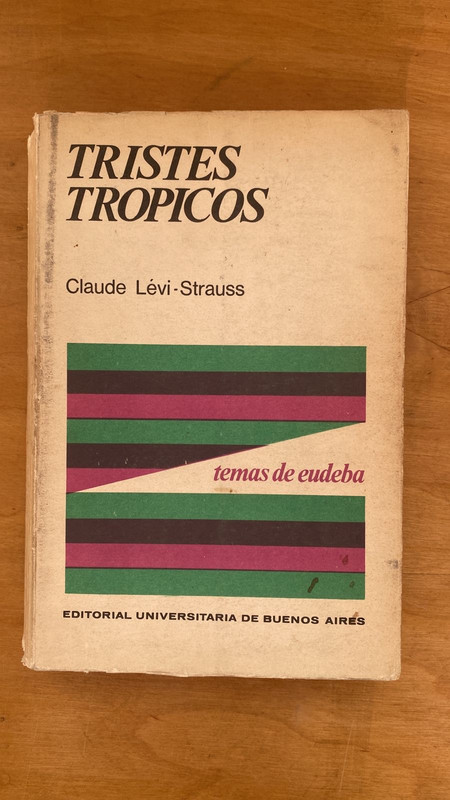 TRISTES
TROPICOS
Claude Lévi-Strauss
temas de eudeba
EDITORIAL UNIVERSITARIA DE BUENOS AIRES